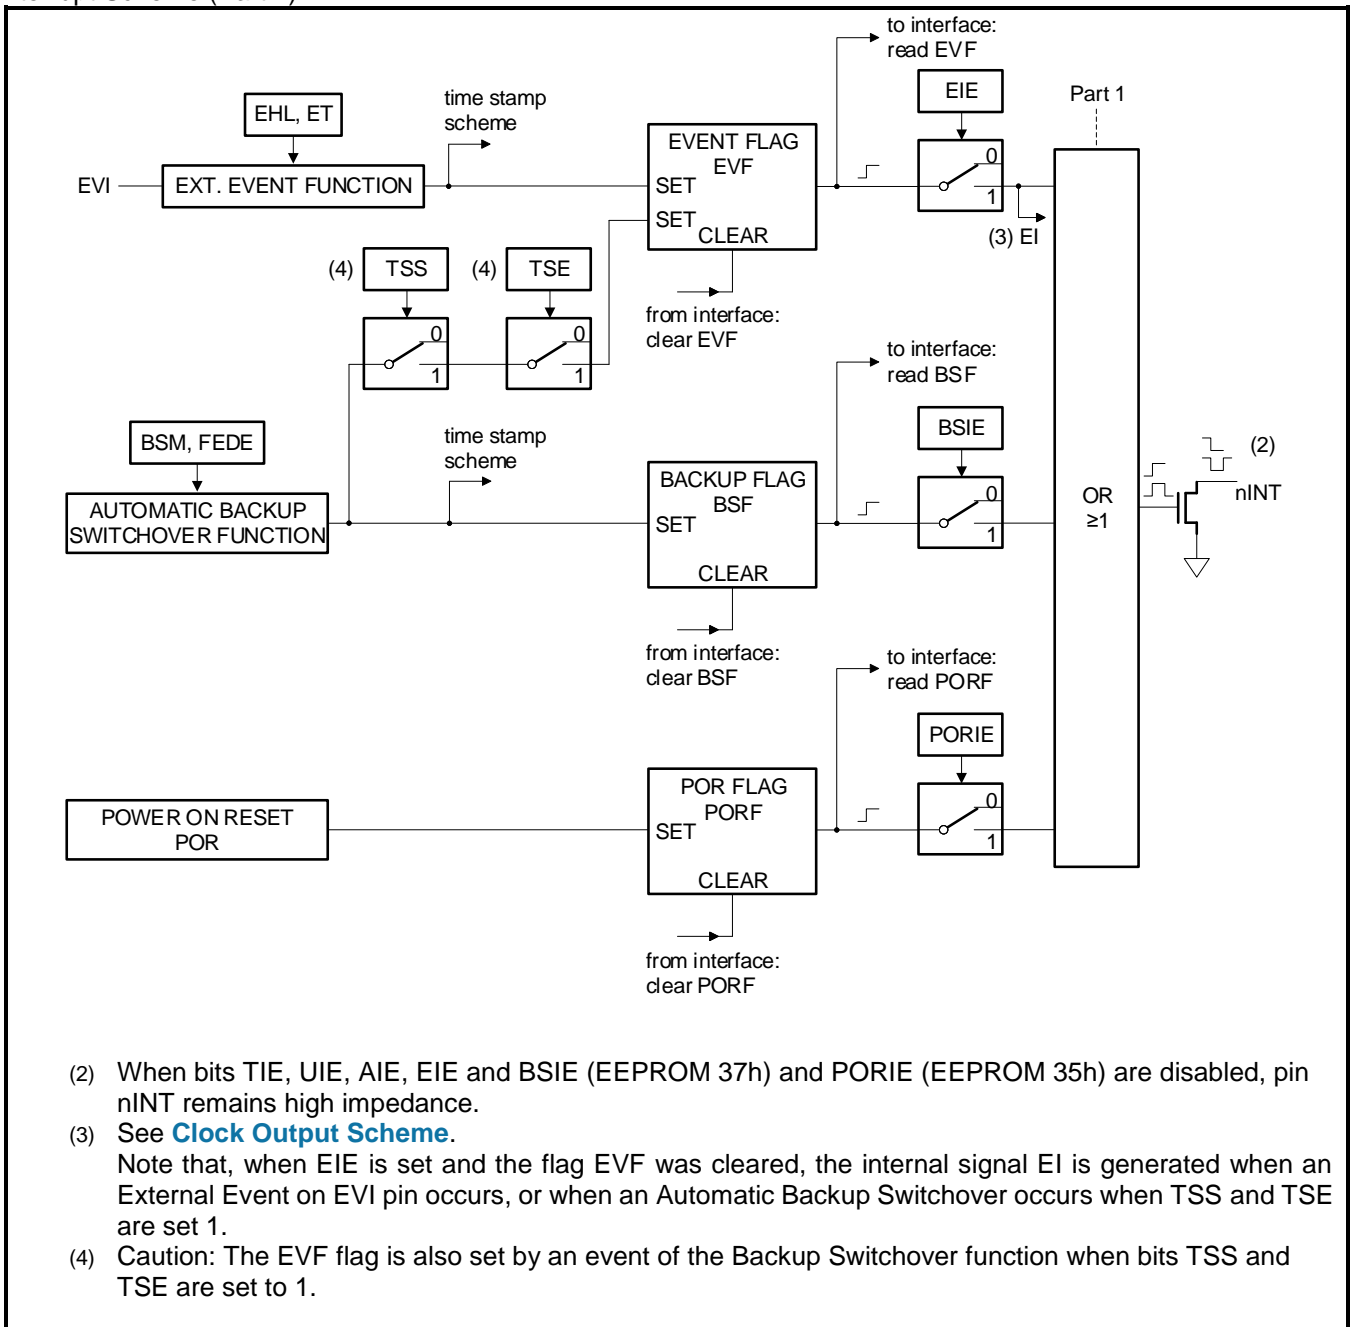 to interface:
read EVF
EIE
Part 1
EHL, ET
time stamp
scheme
EVENT FLAG
EVF
SET
SET
CLEAR
0
1
EVI
EXT. EVENT FUNCTION
(3) EI
(4)
TSS
(4)
TSE
0
1
0
1
from interface:
clear EVF
to interface:
read BSF
BSIE
BSM, FEDE
time stamp
scheme
BACKUP FLAG
BSF
SET
CLEAR
0
1
AUTOMATIC BACKUP
SWITCHOVER FUNCTION
OR
≥1
(2)
nINT
from interface:
clear BSF
to interface:
read PORF
PORIE
POWER ON RESET
POR
POR FLAG
PORF
SET
CLEAR
0
1
from interface:
clear PORF
(2) When bits TIE, UIE, AIE, EIE and BSIE (EEPROM 37h) and PORIE (EEPROM 35h) are disabled, pin
nINT remains high impedance.
(3) See Clock Output Scheme.
Note that, when EIE is set and the flag EVF was cleared, the internal signal EI is generated when an
External Event on EVI pin occurs, or when an Automatic Backup Switchover occurs when TSS and TSE
are set 1.
(4) Caution: The EVF flag is also set by an event of the Backup Switchover function when bits TSS and
TSE are set to 1.